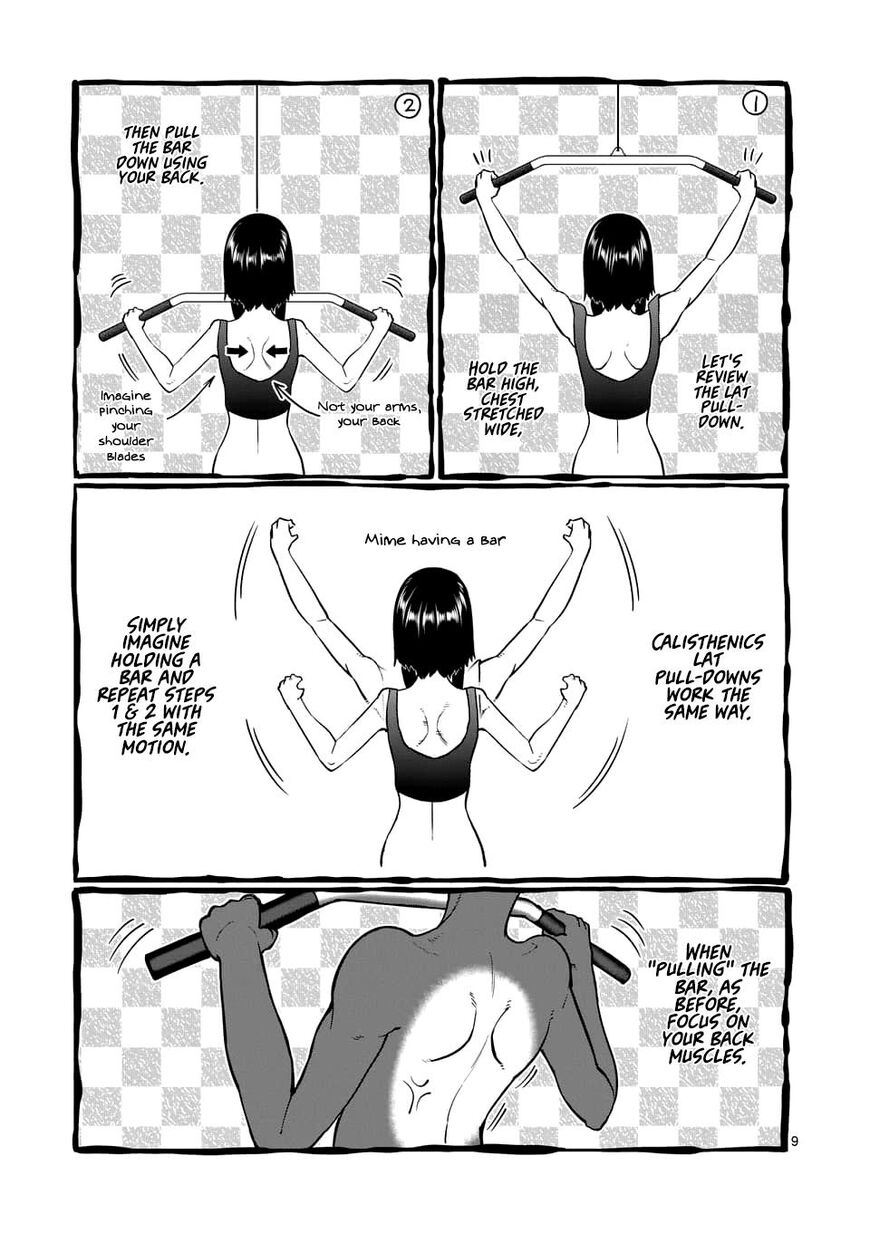 1
LET'S
REVIEW
THE LAT
PULL-
DOWN.
HOLD THE
BAR HIGH,
CHEST
STRETCHED
WIDE,
2
THEN PULL
THE BAR
DOWN USING
YOUR BACK.
Imagine
pinching
your
shoulder
Blades
Not your arms,
your Back
Mime having a Bar
CALISTHENICS
LAT
PULL-DOWNS
WORK THE
SAME WAY.
SIMPLY
IMAGINE
HOLDING A
BAR AND
REPEAT STEPS
1 & 2 WITH
THE SAME
MOTION.
WHEN
"PULLING" THE
BAR, AS
BEFORE,
FOCUS ON
YOUR BACK
MUSCLES.
9